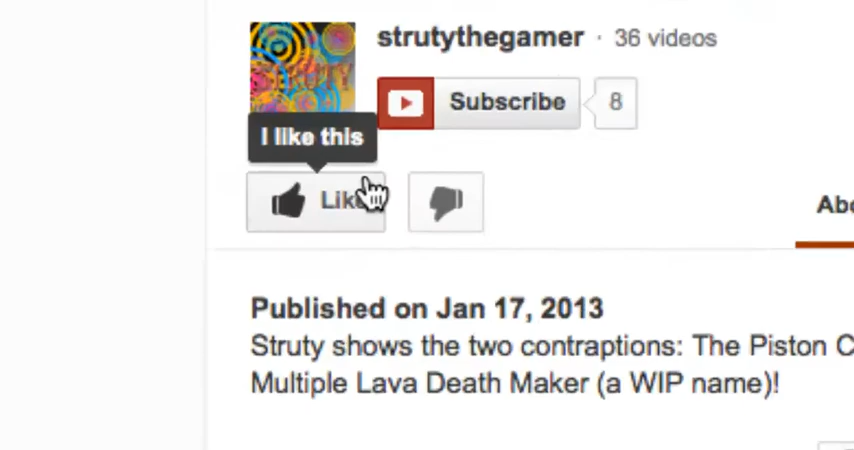 strutythegamer · 36 videos
Subscribe 8
I like this
Like
Abo
Published on Jan 17, 2013
Struty shows the two contraptions: The Piston C
Multiple Lava Death Maker (a WIP name)!